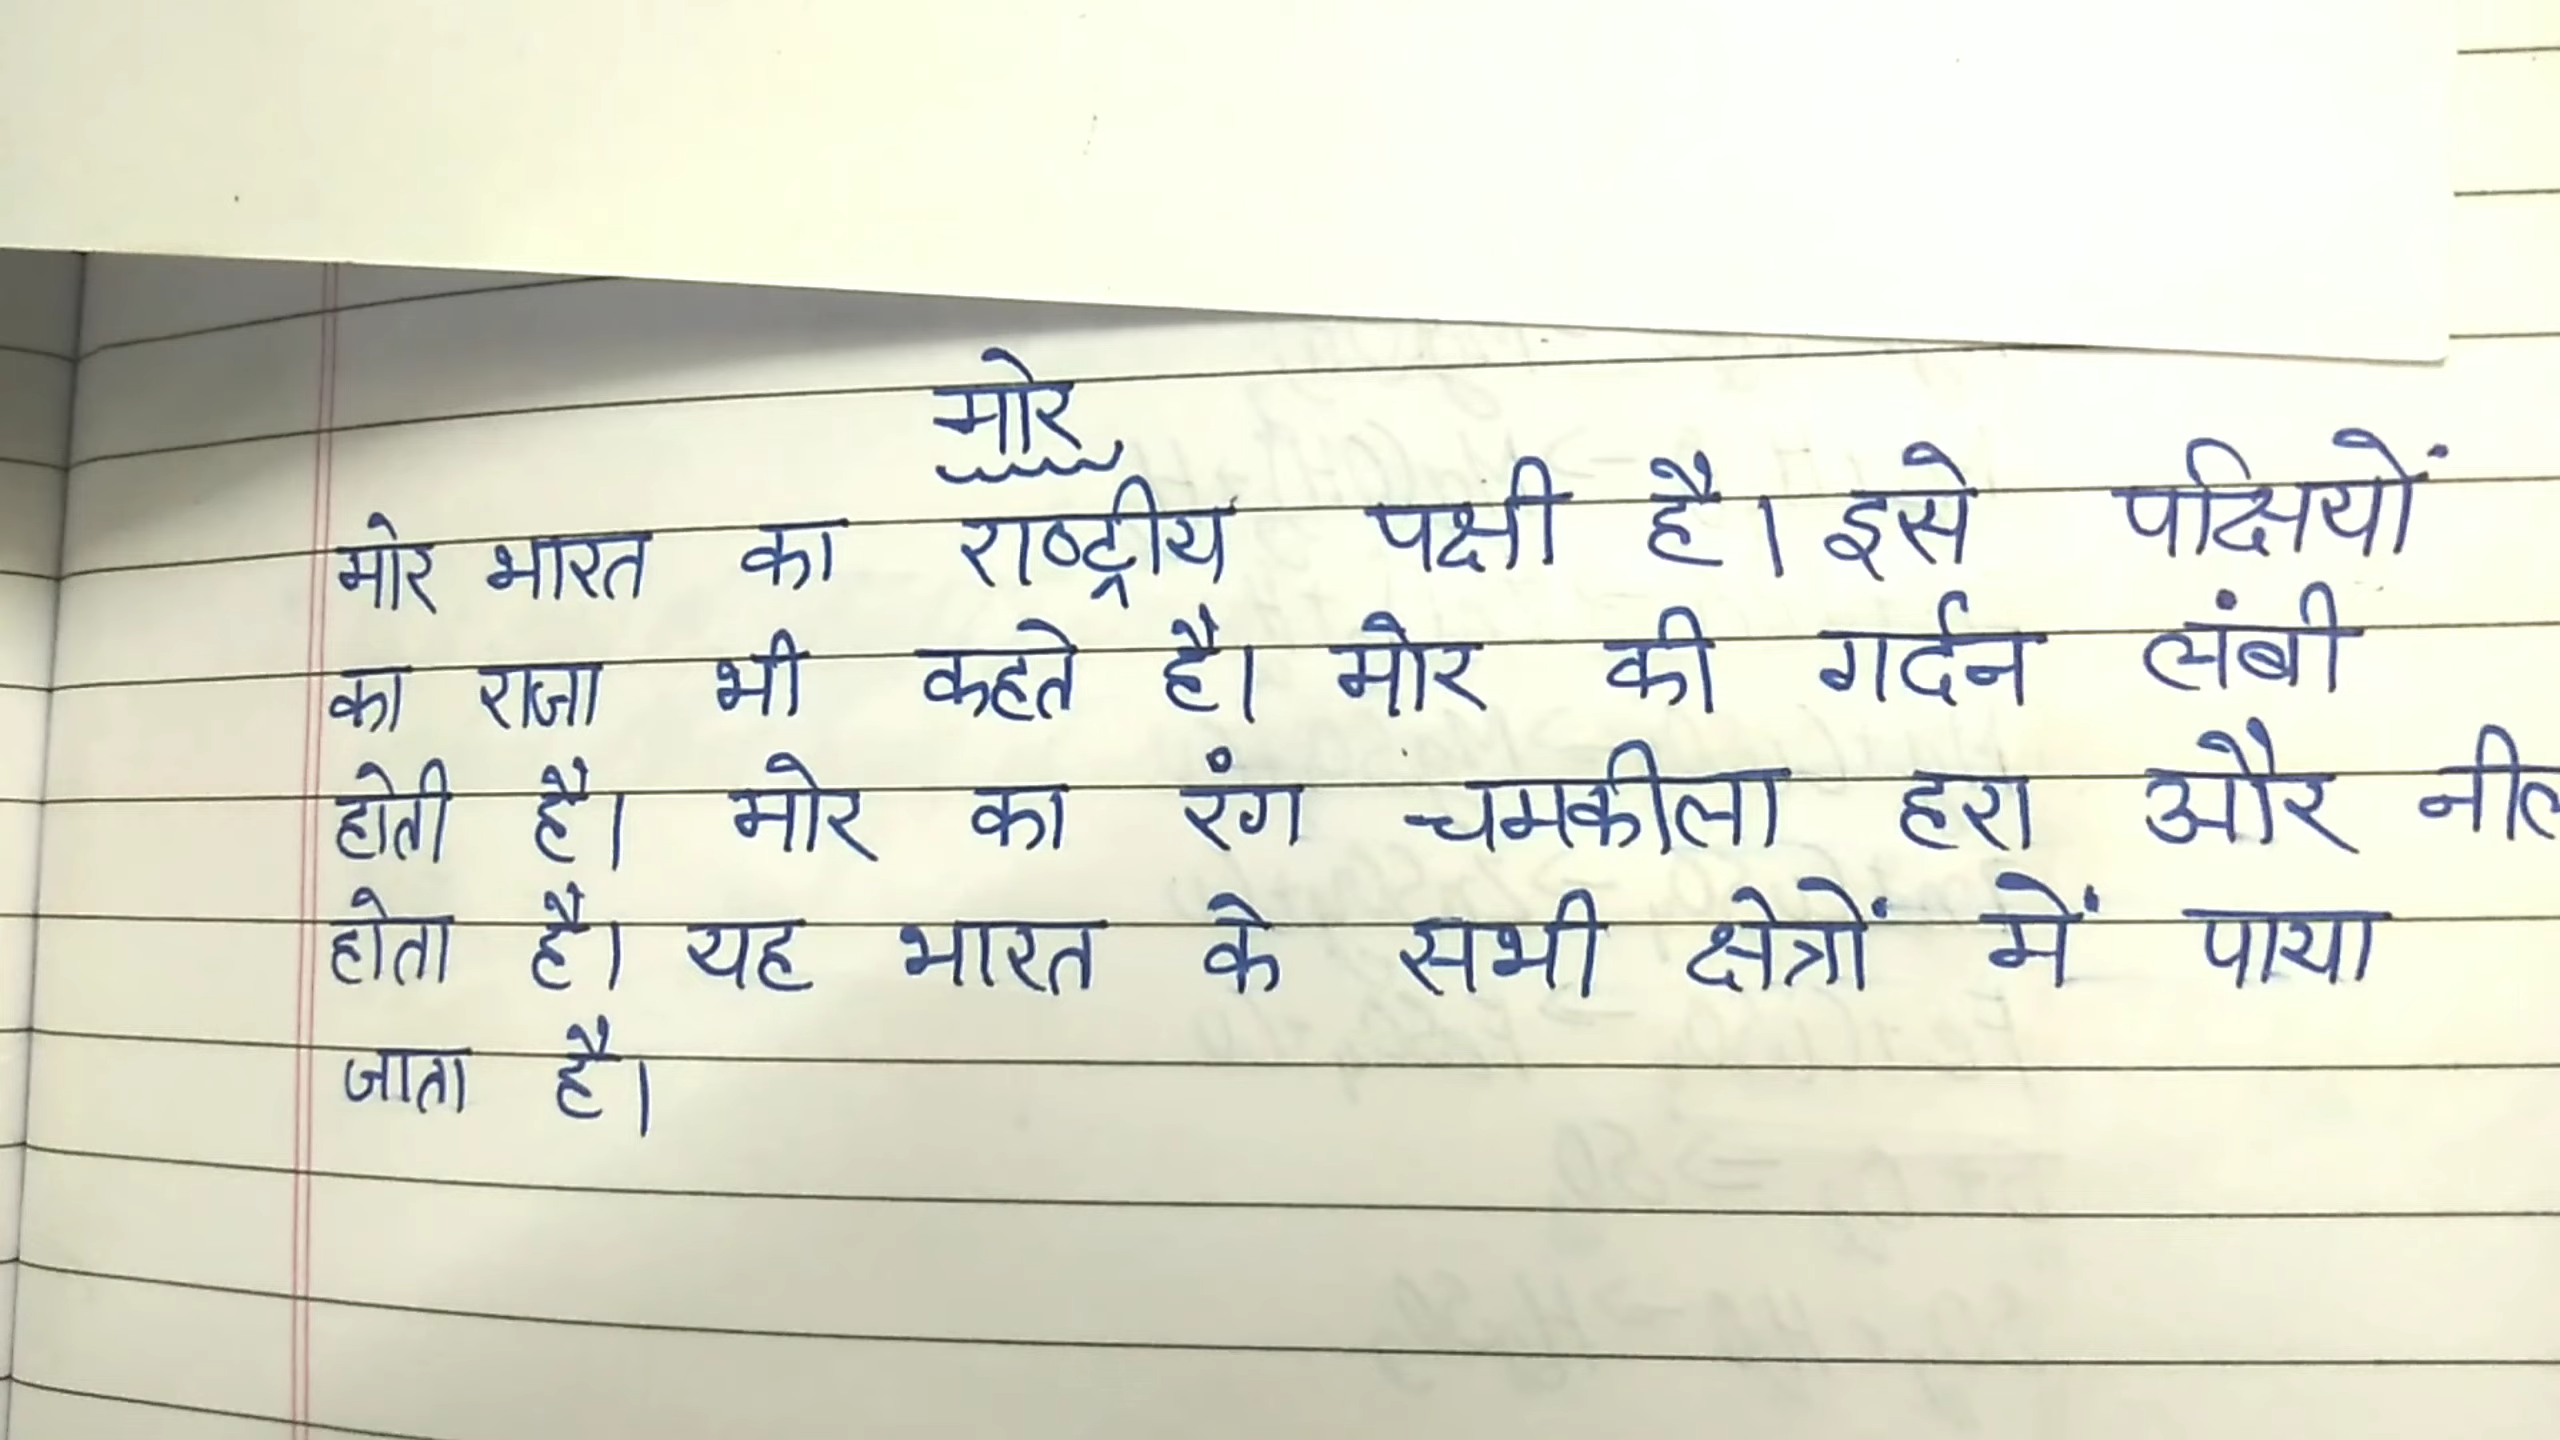 मोर
मोर भारत का राष्ट्रीय पक्षी है। इसे पक्षियों
का राजा भी कहते है। मोर की गर्दन लंबी
होती है। मोर का रंग चमकीला हरा और
होता है। यह भारत के सभी क्षेत्रों में पाया
जाता है।